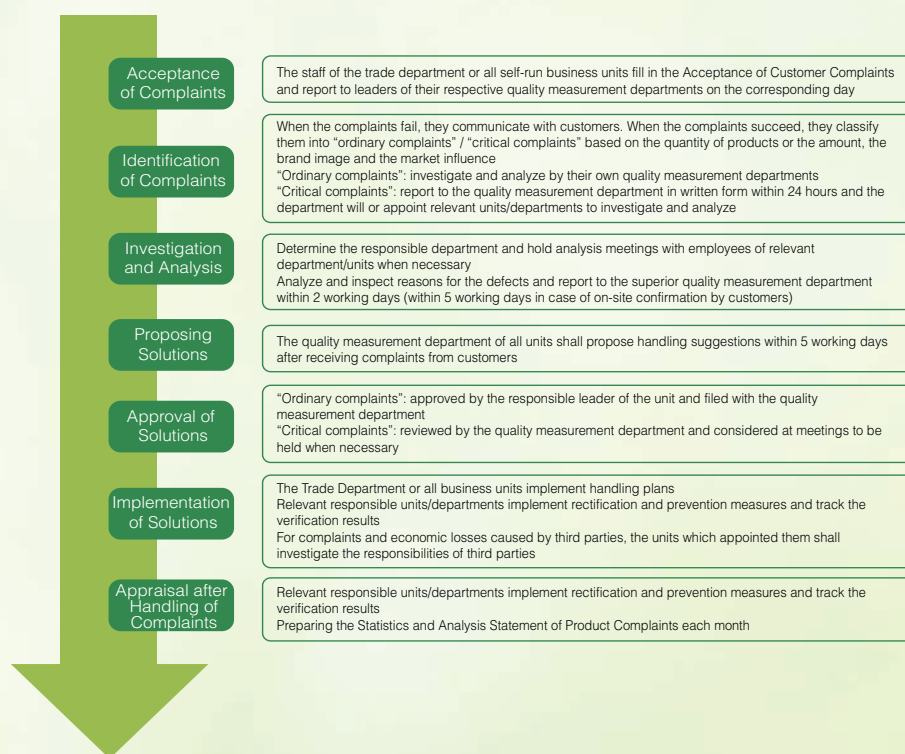 Acceptance
of Complaints
The staff of the trade department or all self-run business units fill in the Acceptance of Customer Complaints
and report to leaders of their respective quality measurement departments on the corresponding day
Identification
of Complaints
When the complaints fail, they communicate with customers. When the complaints succeed, they classify
them into “ordinary complaints” / “critical complaints” based on the quantity of products or the amount, the
brand image and the market influence
“Ordinary complaints”: investigate and analyze by their own quality measurement departments
“Critical complaints”: report to the quality measurement department in written form within 24 hours and the
department will or appoint relevant units/departments to investigate and analyze
Investigation
and Analysis
Determine the responsible department and hold analysis meetings with employees of relevant
department/units when necessary
Analyze and inspect reasons for the defects and report to the superior quality measurement department
within 2 working days (within 5 working days in case of on-site confirmation by customers)
Proposing
Solutions
The quality measurement department of all units shall propose handling suggestions within 5 working days
after receiving complaints from customers
Approval of
Solutions
“Ordinary complaints”: approved by the responsible leader of the unit and filed with the quality
measurement department
“Critical complaints”: reviewed by the quality measurement department and considered at meetings to be
held when necessary
Implementation
of Solutions
The Trade Department or all business units implement handling plans
Relevant responsible units/departments implement rectification and prevention measures and track the
verification results
For complaints and economic losses caused by third parties, the units which appointed them shall
investigate the responsibilities of third parties
Appraisal after
Handling of
Complaints
Relevant responsible units/departments implement rectification and prevention measures and track the
verification results
Preparing the Statistics and Analysis Statement of Product Complaints each month